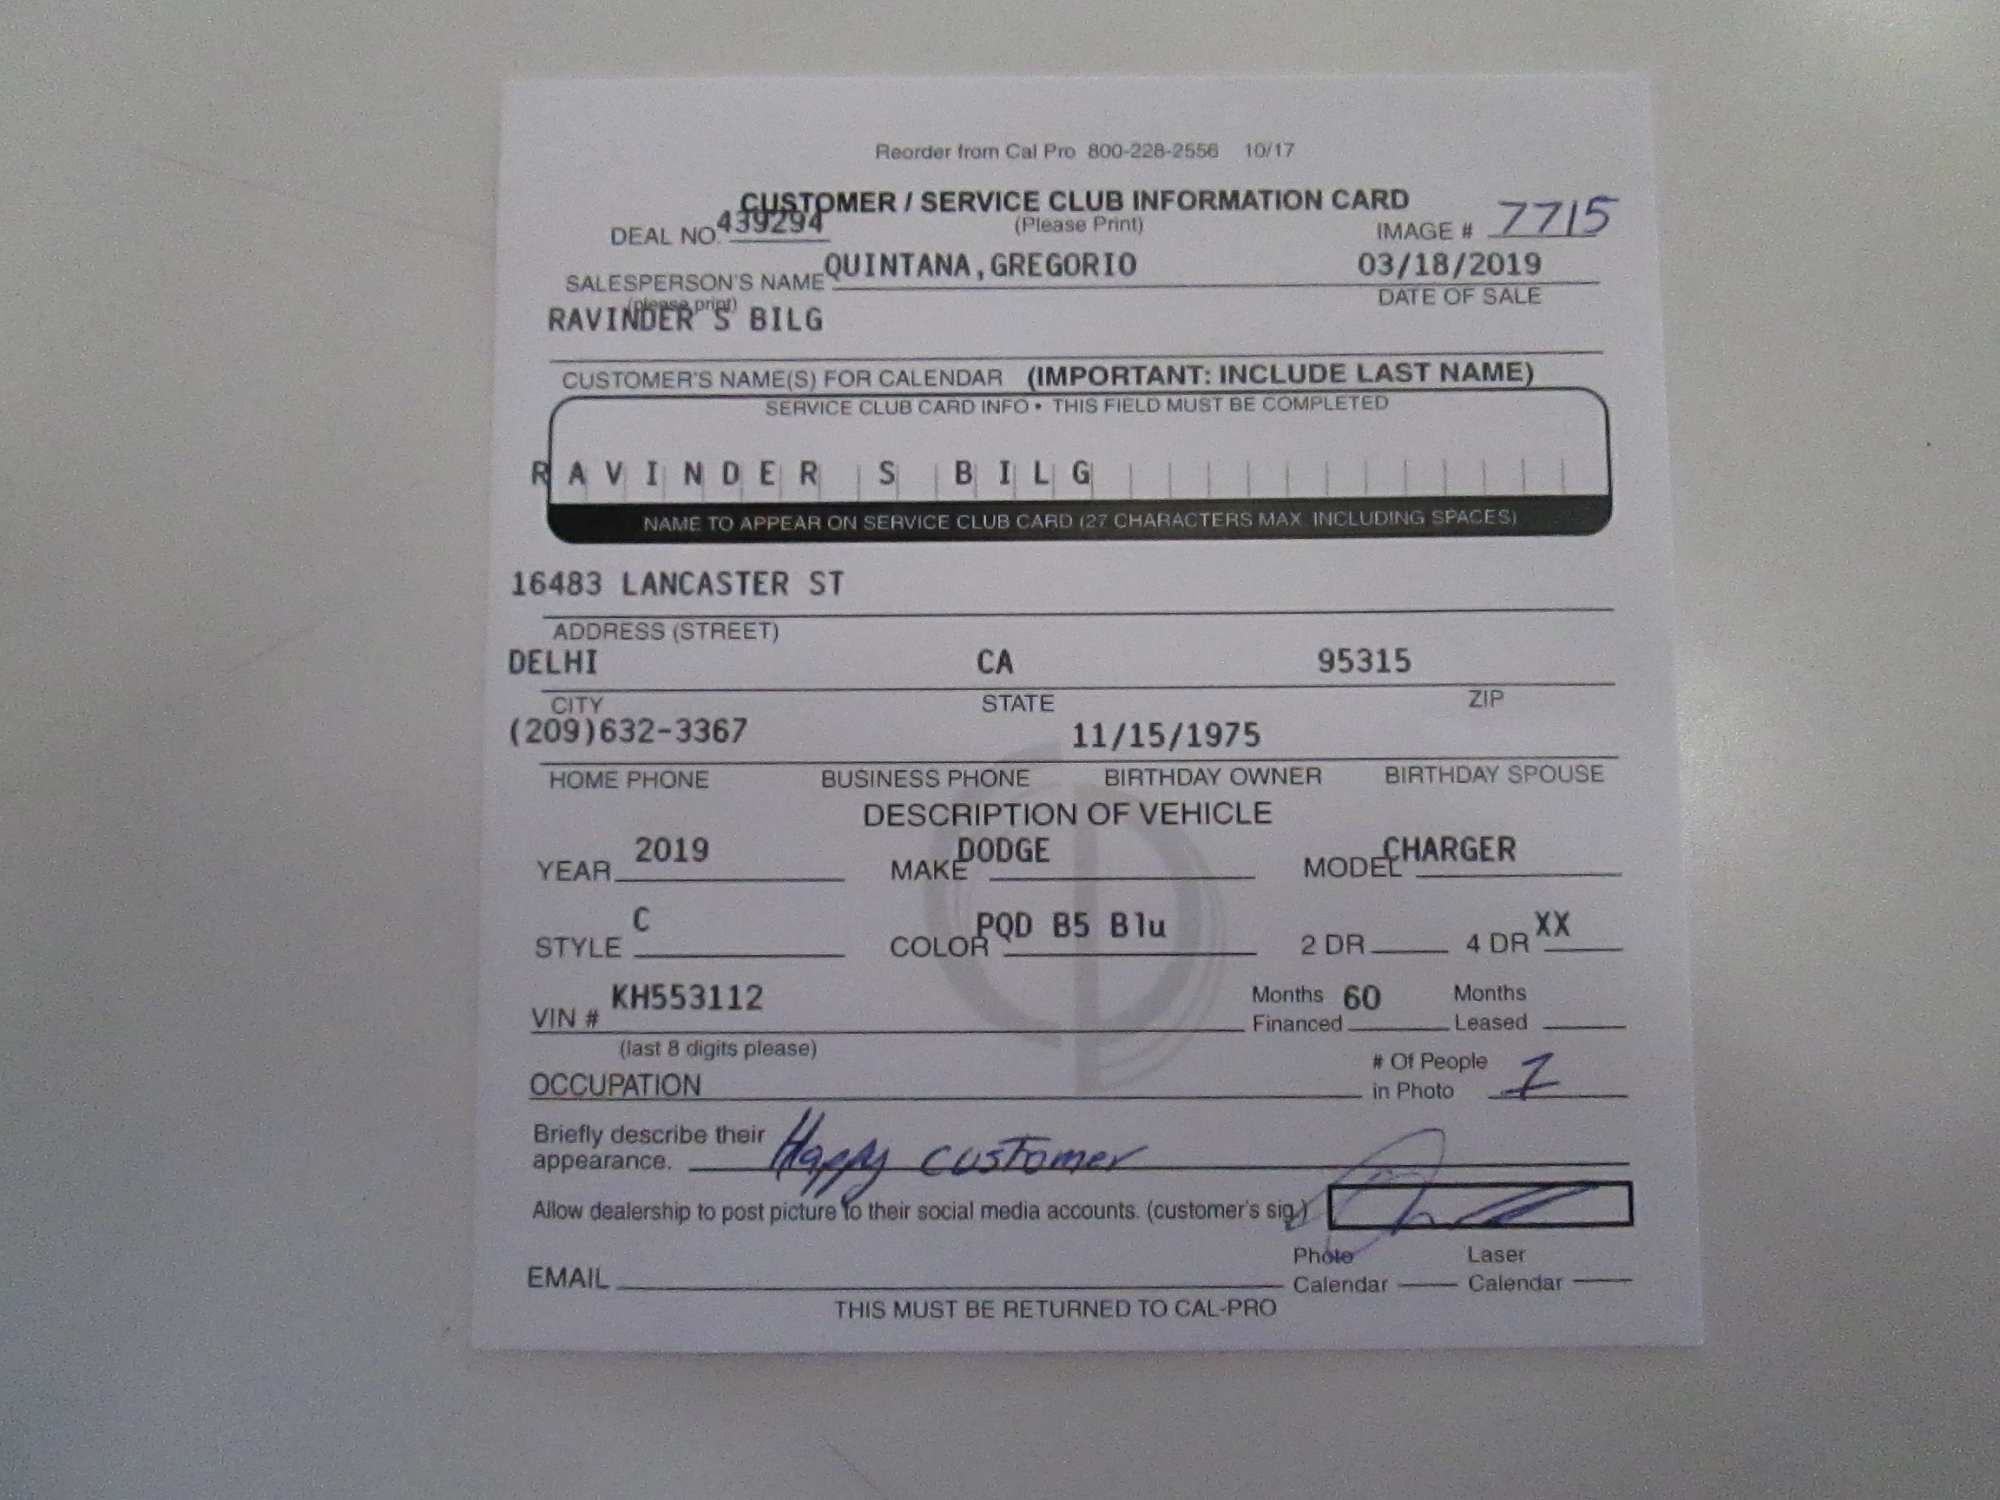 Reorder from Cal Pro 800-228-2556 10/17
CUSTOMER / SERVICE CLUB INFORMATION CARD
(Please Print)
DEAL NO. 439294 IMAGE # 7715
SALESPERSON'S NAME QUINTANA,GREGORIO 03/18/2019
(please print) DATE OF SALE
RAVINDER S BILG
CUSTOMER'S NAME(S) FOR CALENDAR (IMPORTANT: INCLUDE LAST NAME)
SERVICE CLUB CARD INFO • THIS FIELD MUST BE COMPLETED
RAVINDER S BILG
NAME TO APPEAR ON SERVICE CLUB CARD (27 CHARACTERS MAX. INCLUDING SPACES)
16483 LANCASTER ST
ADDRESS (STREET)
DELHI CA 95315
CITY STATE ZIP
(209)632-3367 11/15/1975
HOME PHONE BUSINESS PHONE BIRTHDAY OWNER BIRTHDAY SPOUSE
DESCRIPTION OF VEHICLE
YEAR 2019 MAKE DODGE MODEL CHARGER
STYLE C COLOR PQD B5 Blu 2 DR 4 DR XX
VIN # KH553112 Months Financed 60 Months Leased
(last 8 digits please)
OCCUPATION # Of People in Photo 1
Briefly describe their appearance. Happy customer
Allow dealership to post picture to their social media accounts. (customer's sig.)
EMAIL Photo Calendar Laser Calendar
THIS MUST BE RETURNED TO CAL-PRO